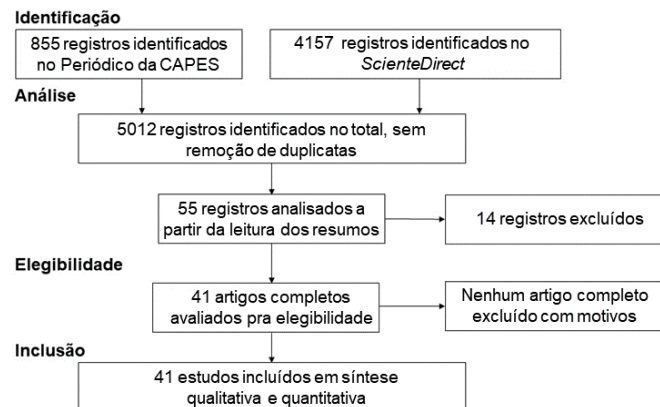 Identificação
855 registros identificados
no Periódico da CAPES
4157 registros identificados no
ScienteDirect
Análise
5012 registros identificados no total, sem
remoção de duplicatas
55 registros analisados a
partir da leitura dos resumos
14 registros excluídos
Elegibilidade
41 artigos completos
avaliados pra elegibilidade
Nenhum artigo completo
excluído com motivos
Inclusão
41 estudos incluídos em síntese
qualitativa e quantitativa